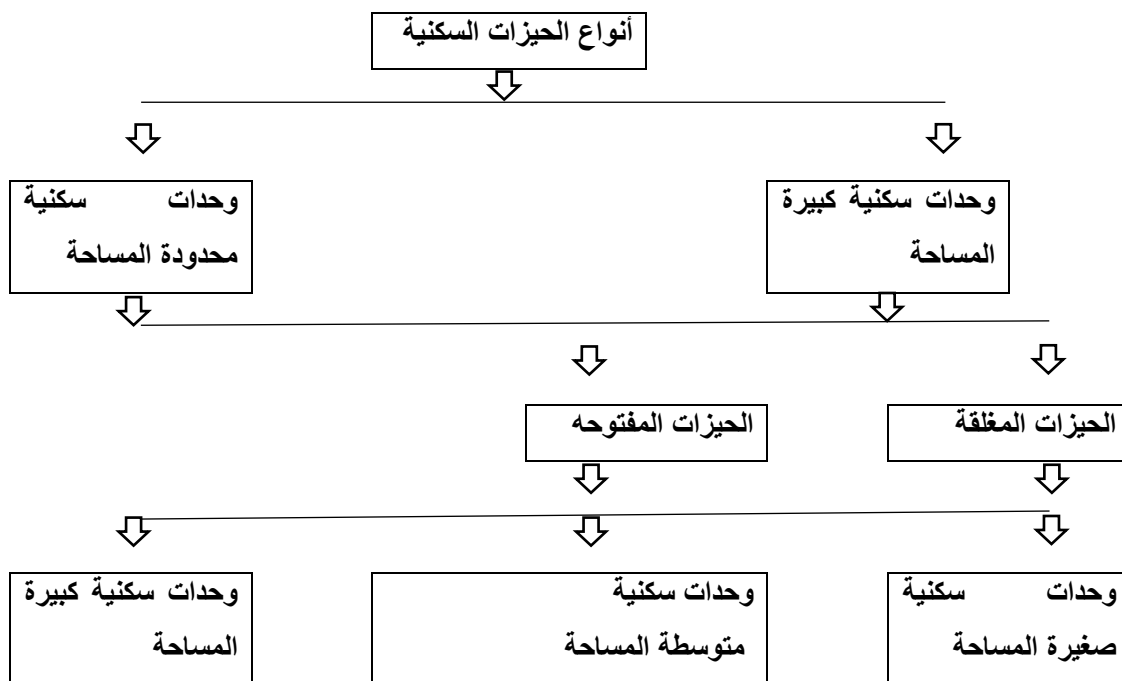 أنواع الحيزات السكنية
وحدات سكنية كبيرة
المساحة
وحدات سكنية
محدودة المساحة
الحيزات المغلقة
الحيزات المفتوحه
وحدات سكنية
صغيرة المساحة
وحدات سكنية
متوسطة المساحة
وحدات سكنية كبيرة
المساحة